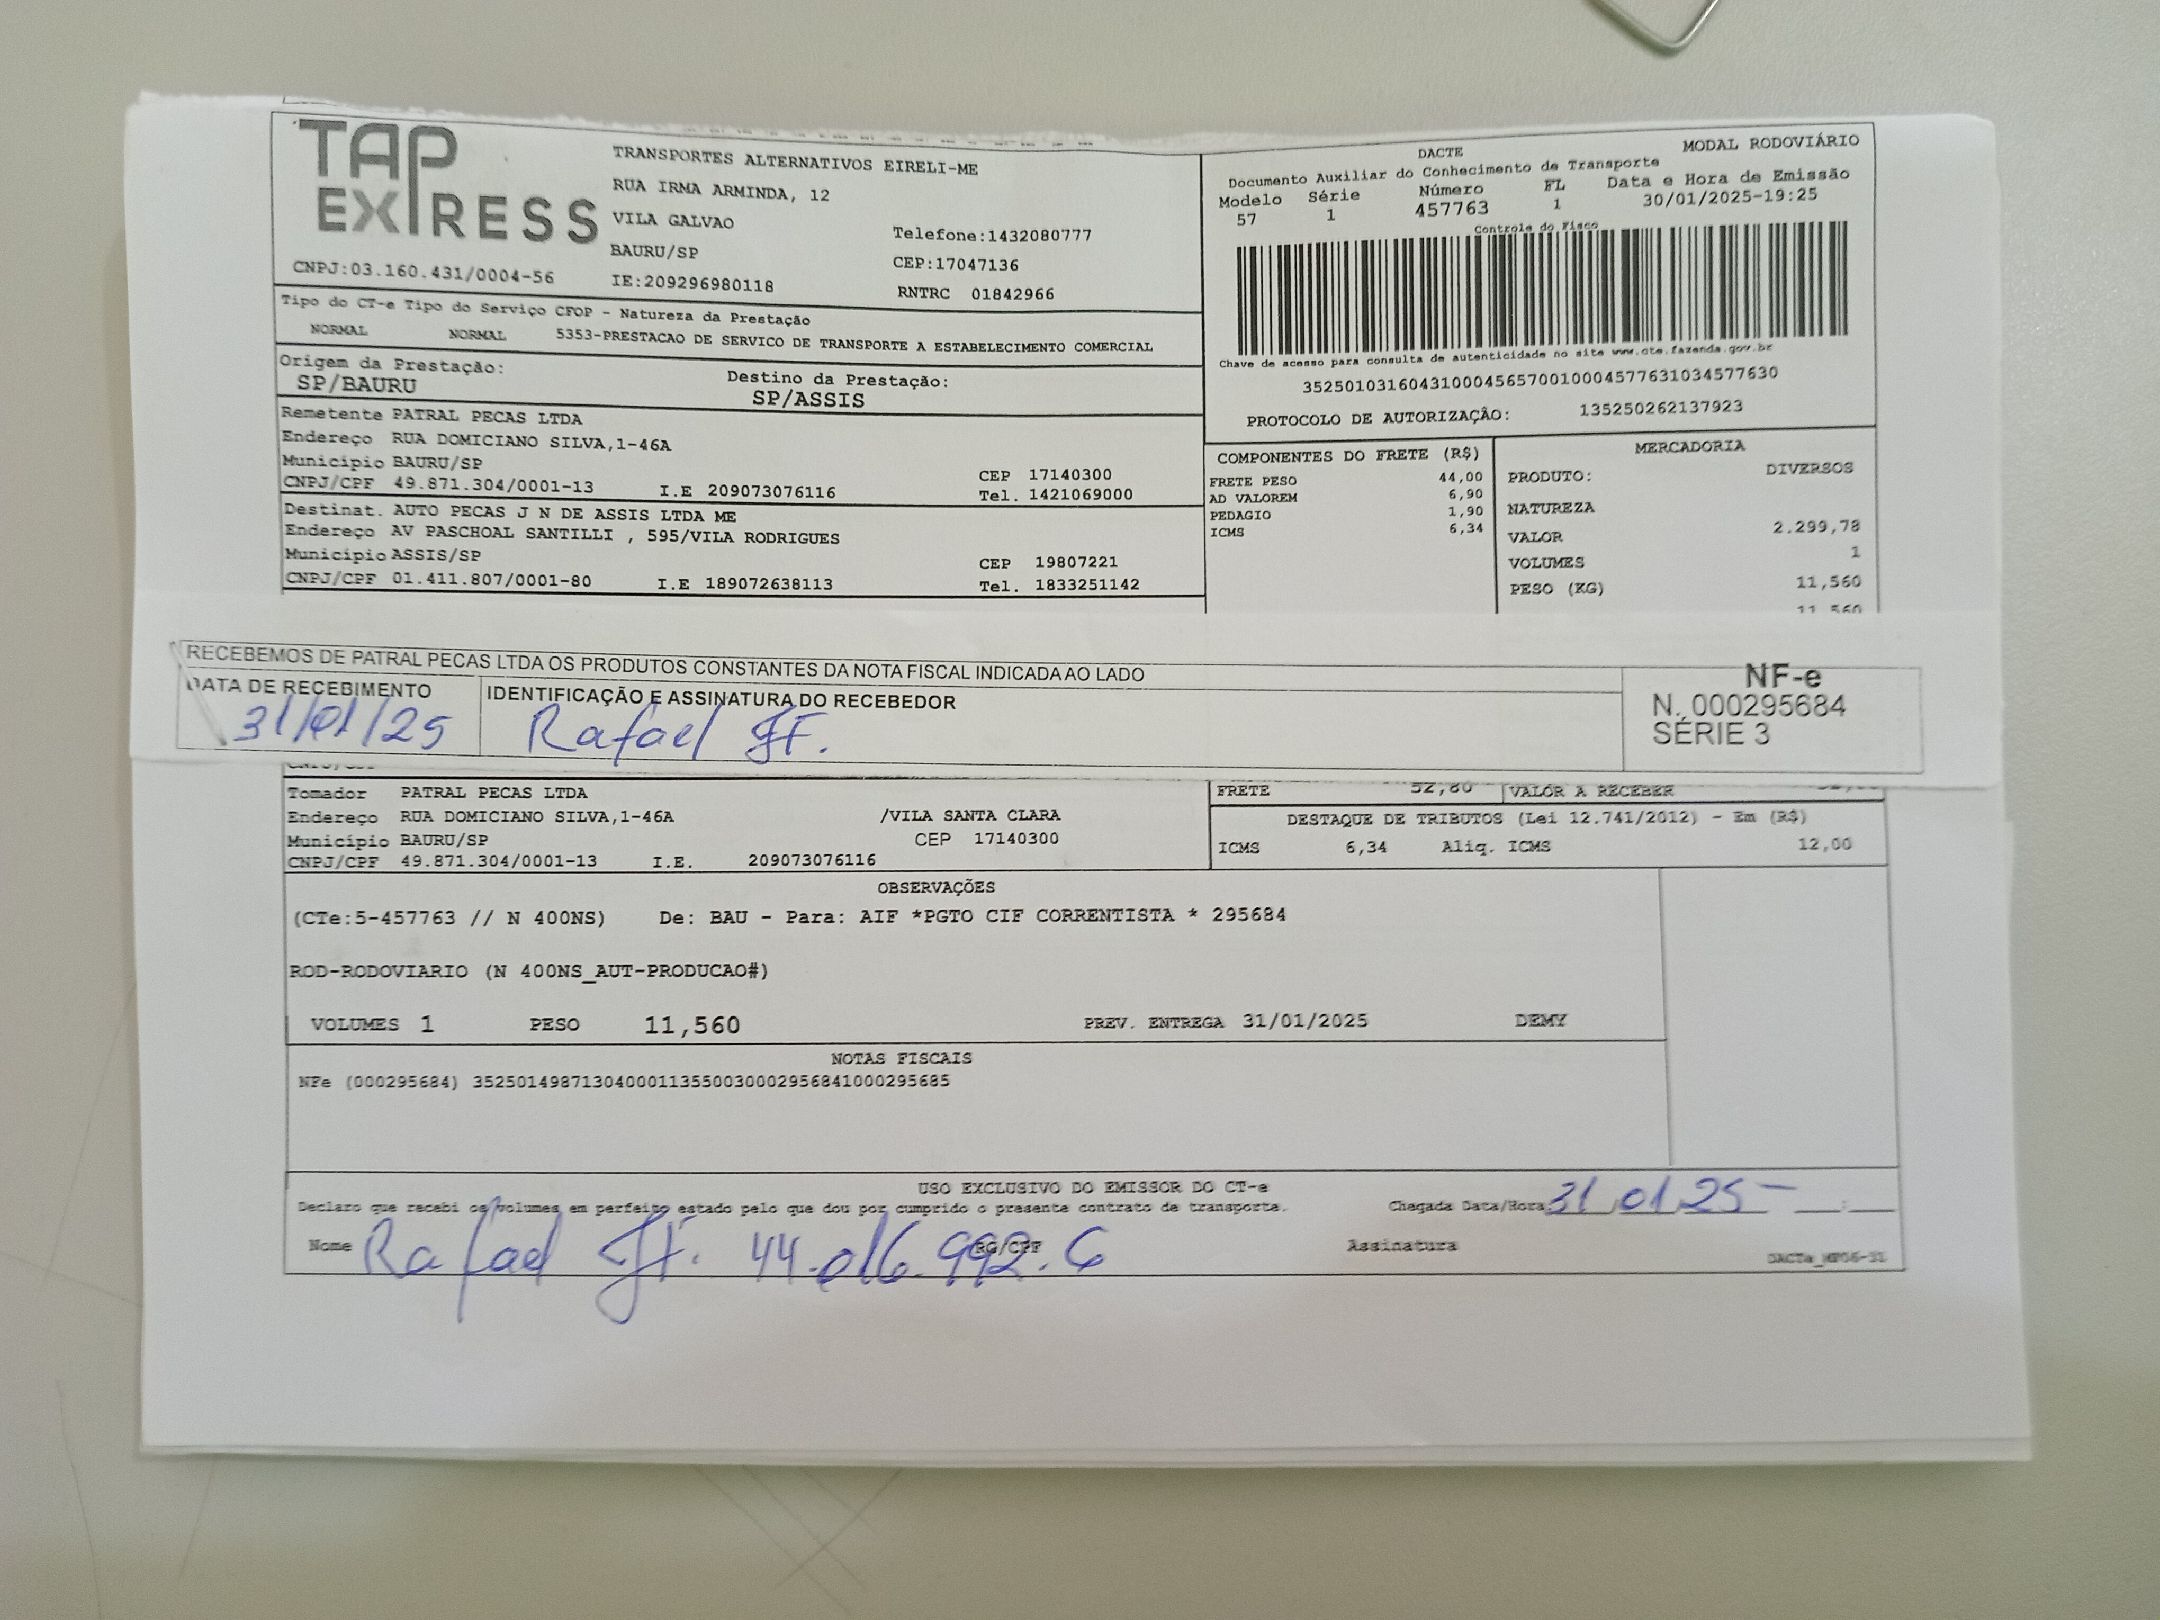 TAP
EXPRESS
CNPJ:03.160.431/0004-56
TRANSPORTES ALTERNATIVOS EIRELI-ME
RUA IRMA ARMINDA, 12
VILA GALVAO
BAURU/SP
IE:209296980118
Telefone:1432080777
CEP:17047136
RNTRC 01842966
DACTE
MODAL RODOVIÁRIO
Documento Auxiliar do Conhecimento de Transporte
Modelo Série Número FL Data e Hora de Emissão
57 1 457763 1 30/01/2025-19:25
Controle do Fisco
Chave de acesso para consulta de autenticidade no site www.cte.fazenda.gov.br
35250103160431000456570010004577631034577630
PROTOCOLO DE AUTORIZAÇÃO: 135250262137923
Tipo do CT-e Tipo do Serviço CFOP - Natureza da Prestação
NORMAL NORMAL 5353-PRESTACAO DE SERVICO DE TRANSPORTE A ESTABELECIMENTO COMERCIAL
Origem da Prestação: Destino da Prestação:
SP/BAURU SP/ASSIS
Remetente PATRAL PECAS LTDA
Endereço RUA DOMICIANO SILVA,1-46A
Município BAURU/SP CEP 17140300
CNPJ/CPF 49.871.304/0001-13 I.E 209073076116 Tel. 1421069000
Destinat. AUTO PECAS J N DE ASSIS LTDA ME
Endereço AV PASCHOAL SANTILLI , 595/VILA RODRIGUES
Município ASSIS/SP CEP 19807221
CNPJ/CPF 01.411.807/0001-80 I.E 189072638113 Tel. 1833251142
COMPONENTES DO FRETE (R$)
FRETE PESO 44,00
AD VALOREM 6,90
PEDAGIO 1,90
ICMS 6,34
MERCADORIA
PRODUTO: DIVERSOS
NATUREZA
VALOR 2.299,78
VOLUMES 1
PESO (KG) 11,560
11,560
RECEBEMOS DE PATRAL PECAS LTDA OS PRODUTOS CONSTANTES DA NOTA FISCAL INDICADA AO LADO
DATA DE RECEBIMENTO IDENTIFICAÇÃO E ASSINATURA DO RECEBEDOR
31/01/25 Rafael
NF-e
N. 000295684
SÉRIE 3
Tomador PATRAL PECAS LTDA
Endereço RUA DOMICIANO SILVA,1-46A /VILA SANTA CLARA
Município BAURU/SP CEP 17140300
CNPJ/CPF 49.871.304/0001-13 I.E. 209073076116
FRETE 52,80 VALOR A RECEBER
DESTAQUE DE TRIBUTOS (Lei 12.741/2012) - Em (R$)
ICMS 6,34 Aliq. ICMS 12,00
OBSERVAÇÕES
(CTe:5-457763 // N 400NS) De: BAU - Para: AIF *PGTO CIF CORRENTISTA * 295684
ROD-RODOVIARIO (N 400NS_AUT-PRODUCAO#)
VOLUMES 1 PESO 11,560 PREV. ENTREGA 31/01/2025 DEMY
NOTAS FISCAIS
NFe (000295684) 35250149871304000113550030002956841000295685
USO EXCLUSIVO DO EMISSOR DO CT-e
Declaro que recebi os volumes em perfeito estado pelo que dou por cumprido o presente contrato de transporte.
Chegada Data/Hora 31 01 25
Nome Rafael 44.016.992.6 RG/CPF Assinatura